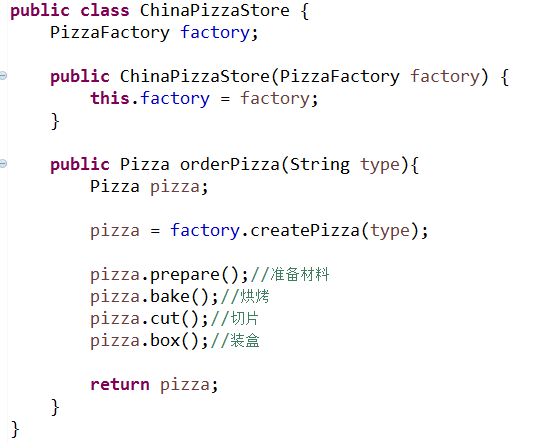 public class ChinaPizzaStore {
    PizzaFactory factory;

    public ChinaPizzaStore(PizzaFactory factory) {
        this.factory = factory;
    }

    public Pizza orderPizza(String type){
        Pizza pizza;

        pizza = factory.createPizza(type);

        pizza.prepare();//准备材料
        pizza.bake();//烘烤
        pizza.cut();//切片
        pizza.box();//装盒

        return pizza;
    }
}